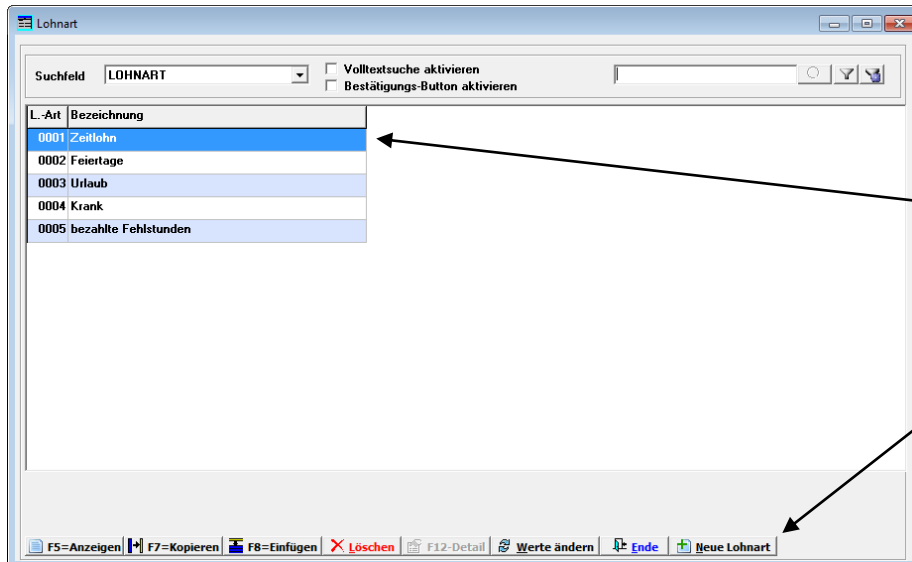 Lohnart
Suchfeld LOHNART Volltextsuche aktivieren
Bestätigungs-Button aktivieren
L.-Art Bezeichnung
0001 Zeitlohn
0002 Feiertage
0003 Urlaub
0004 Krank
0005 bezahlte Fehlstunden
F5=Anzeigen F7=Kopieren F8=Einfügen Löschen F12-Detail Werte ändern Ende Neue Lohnart